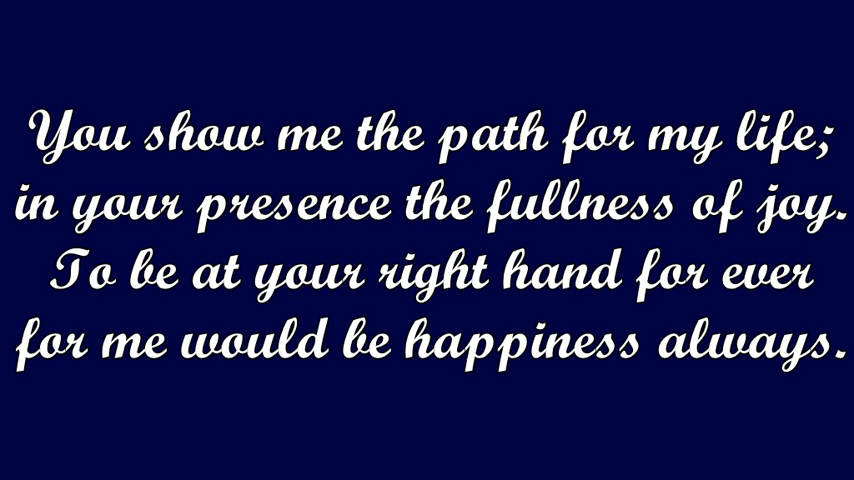 You show me the path for my life;
in your presence the fullness of joy.
To be at your right hand for ever
for me would be happiness always.